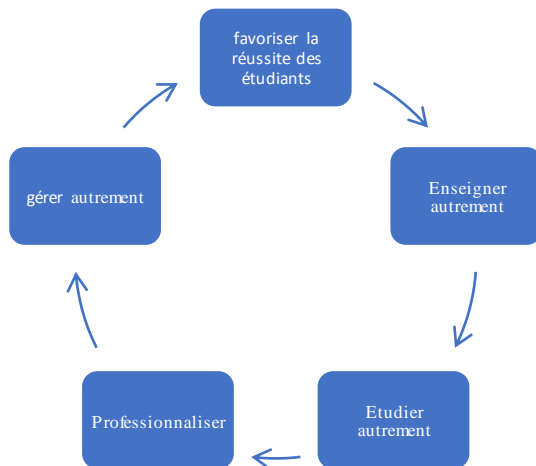 favoriser la
réussite des
étudiants
Enseigner
autrement
Etudier
autrement
Professionnaliser
gérer autrement